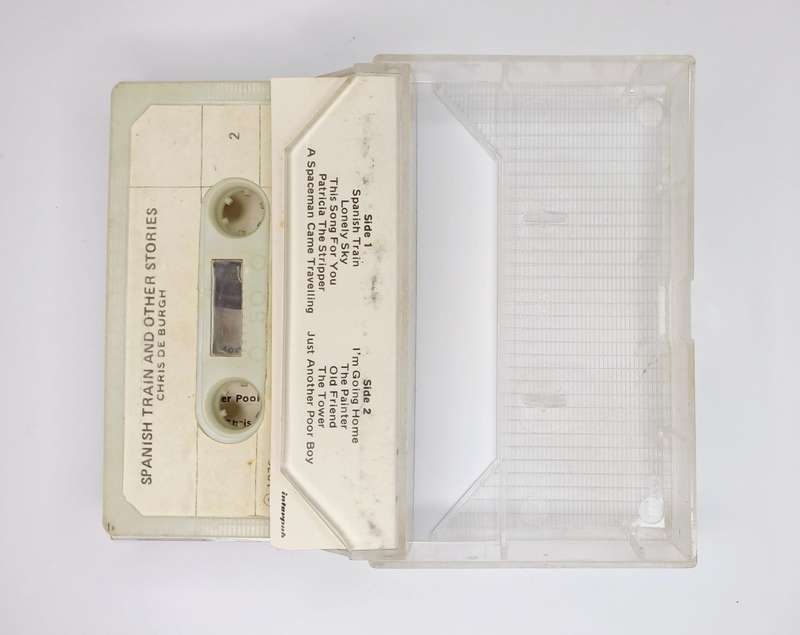 SPANISH TRAIN AND OTHER STORIES
CHRIS DE BURGH
2
er Poor
Side 1
Spanish Train
Lonely Sky
This Song For You
Patricia The Stripper
A Spaceman Came Travelling
Side 2
I'm Going Home
The Painter
Old Friend
The Tower
Just Another Poor Boy
interpak